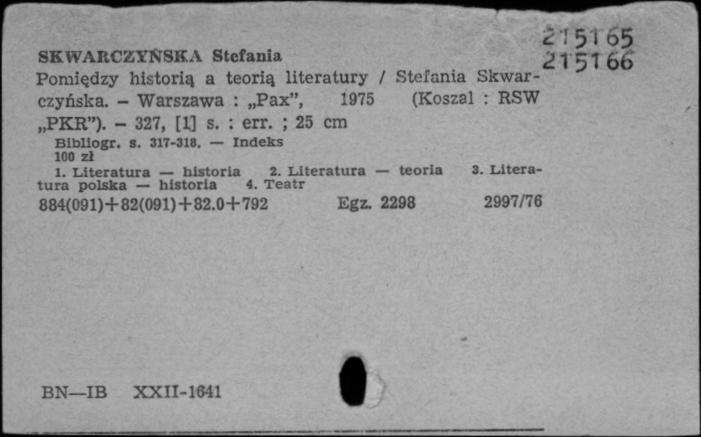 215165
SKWARCZYŃSKA Stefania
215166
Pomiędzy historią a teorią literatury / Stefania Skwar-
czyńska. – Warszawa : „Pax”, 1975 (Koszal : RSW
„PKR”). – 327, [1] s. : err. ; 25 cm
Bibliogr. s. 317-318. — Indeks
100 zł
1. Literatura — historia 2. Literatura — teoria 3. Litera-
tura polska — historia 4. Teatr
884(091)+82(091)+82.0+792 Egz. 2298 2997/76
BN—IB XXII-1641